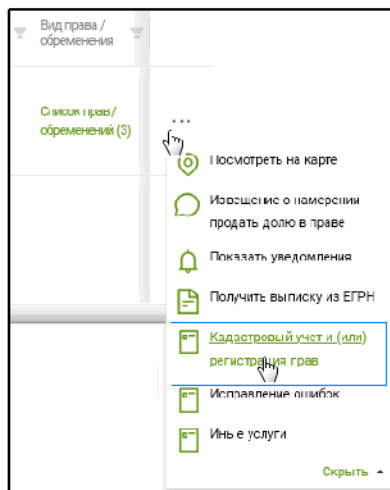 Вид права /
обременения
Список прав /
обременений (3)
...
Посмотреть на карте
Извещение о намерении
продать долю в праве
Показать уведомления
Получить выписку из ЕГРН
Кадастровый учет и (или)
регистрация прав
Исправление ошибок
Иные услуги
Скрыть